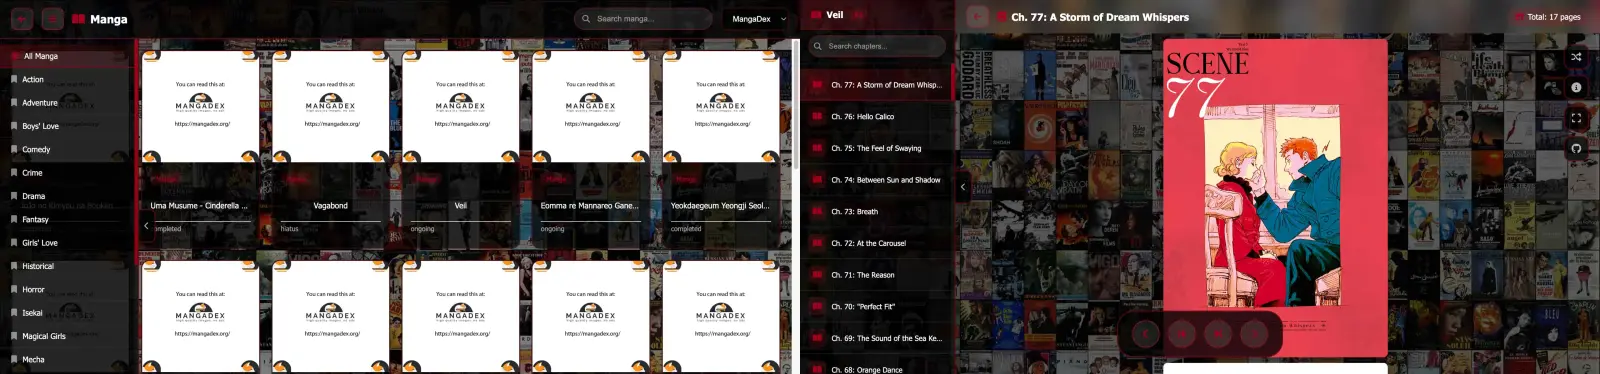 Manga
Search manga...
MangaDex
All Manga
Action
Adventure
Boys' Love
Comedy
Crime
Drama
Fantasy
Girls' Love
Historical
Horror
Isekai
Magical Girls
Mecha
You can read this at:
MANGADEX
https://mangadex.org/
You can read this at:
MANGADEX
https://mangadex.org/
You can read this at:
MANGADEX
https://mangadex.org/
You can read this at:
MANGADEX
https://mangadex.org/
You can read this at:
MANGADEX
https://mangadex.org/
Manga
Uma Musume - Cinderella ...
ompleted
Vagabond
hiatus
Manga
Veil
ongoing
Manga
Eomma re Mannareo Gane...
ongoing
Manga
Yeokdaegeum Yeongji Seol...
completed
You can read this at:
MANGADEX
https://mangadex.org/
You can read this at:
MANGADEX
https://mangadex.org/
You can read this at:
MANGADEX
https://mangadex.org/
You can read this at:
MANGADEX
https://mangadex.org/
You can read this at:
MANGADEX
https://mangadex.org/
Veil
Search chapters...
Ch. 77: A Storm of Dream Whisp...
Ch. 76: Hello Calico
Ch. 75: The Feel of Swaying
Ch. 74: Between Sun and Shadow
Ch. 73: Breath
Ch. 72: At the Carousel
Ch. 71: The Reason
Ch. 70: "Perfect Fit"
Ch. 69: The Sound of the Sea Ke...
Ch. 68: Orange Dance
Ch. 77: A Storm of Dream Whispers
Total: 17 pages
SCENE
77